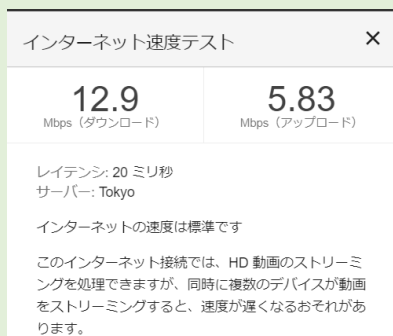 インターネット速度テスト ×
12.9 5.83
Mbps（ダウンロード） Mbps（アップロード）
レイテンシ: 20 ミリ秒
サーバー: Tokyo
インターネットの速度は標準です
このインターネット接続では、HD 動画のストリーミ
ングを処理できますが、同時に複数のデバイスが動画
をストリーミングすると、速度が遅くなるおそれがあ
ります。